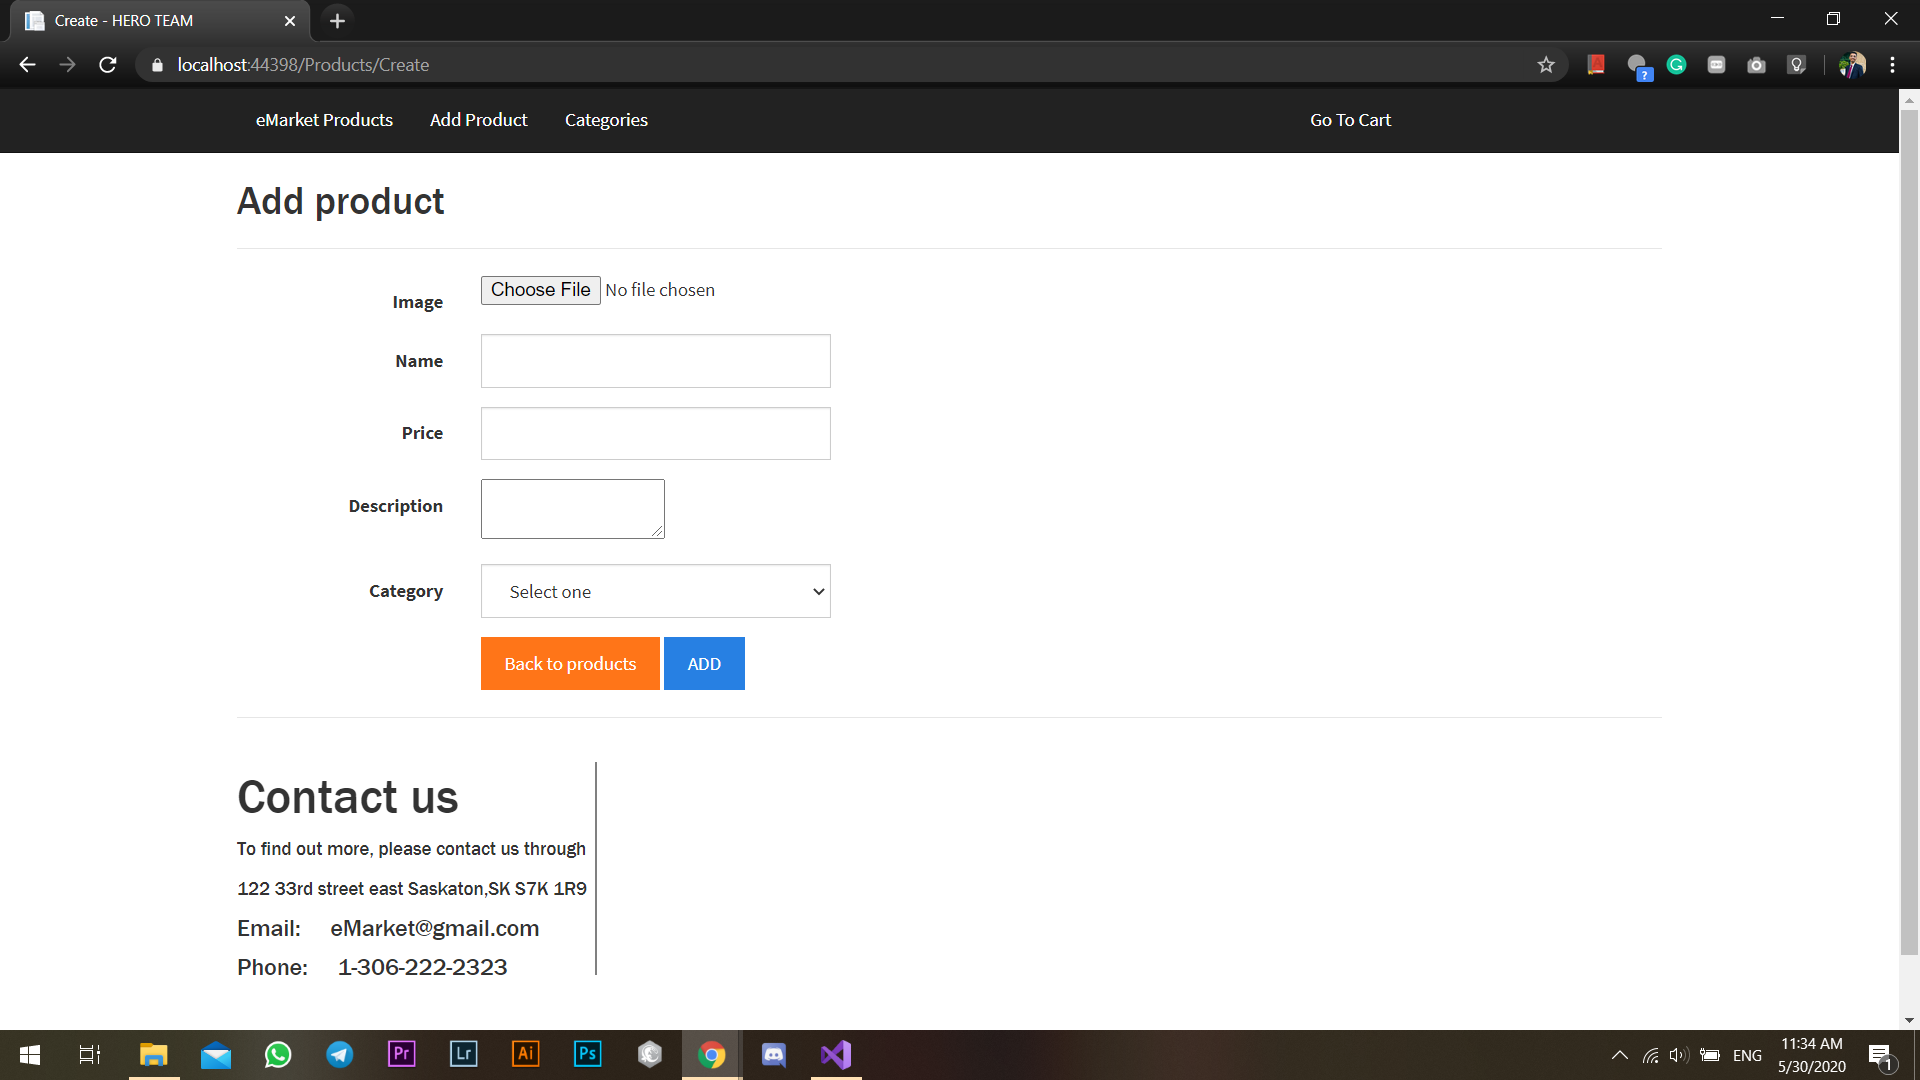 Create - HERO TEAM
localhost:44398/Products/Create
eMarket Products Add Product Categories Go To Cart
Add product
Image Choose File No file chosen
Name
Price
Description
Category Select one
Back to products ADD
Contact us
To find out more, please contact us through
122 33rd street east Saskaton,SK S7K 1R9
Email: eMarket@gmail.com
Phone: 1-306-222-2323
Pr Lr Ai Ps
ENG 11:34 AM
5/30/2020 1